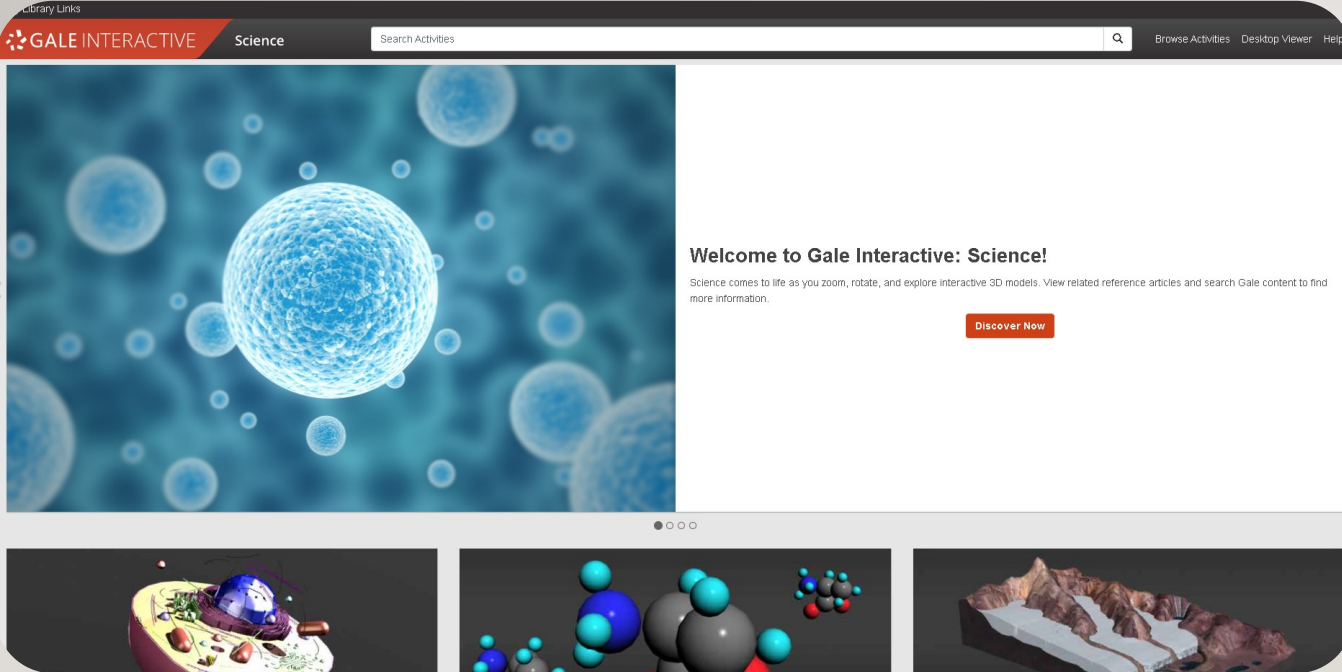 Library Links
GALE INTERACTIVE
Science
Search Activities
Browse Activities Desktop Viewer Help
Welcome to Gale Interactive: Science!
Science comes to life as you zoom, rotate, and explore interactive 3D models. View related reference articles and search Gale content to find
more information.
Discover Now